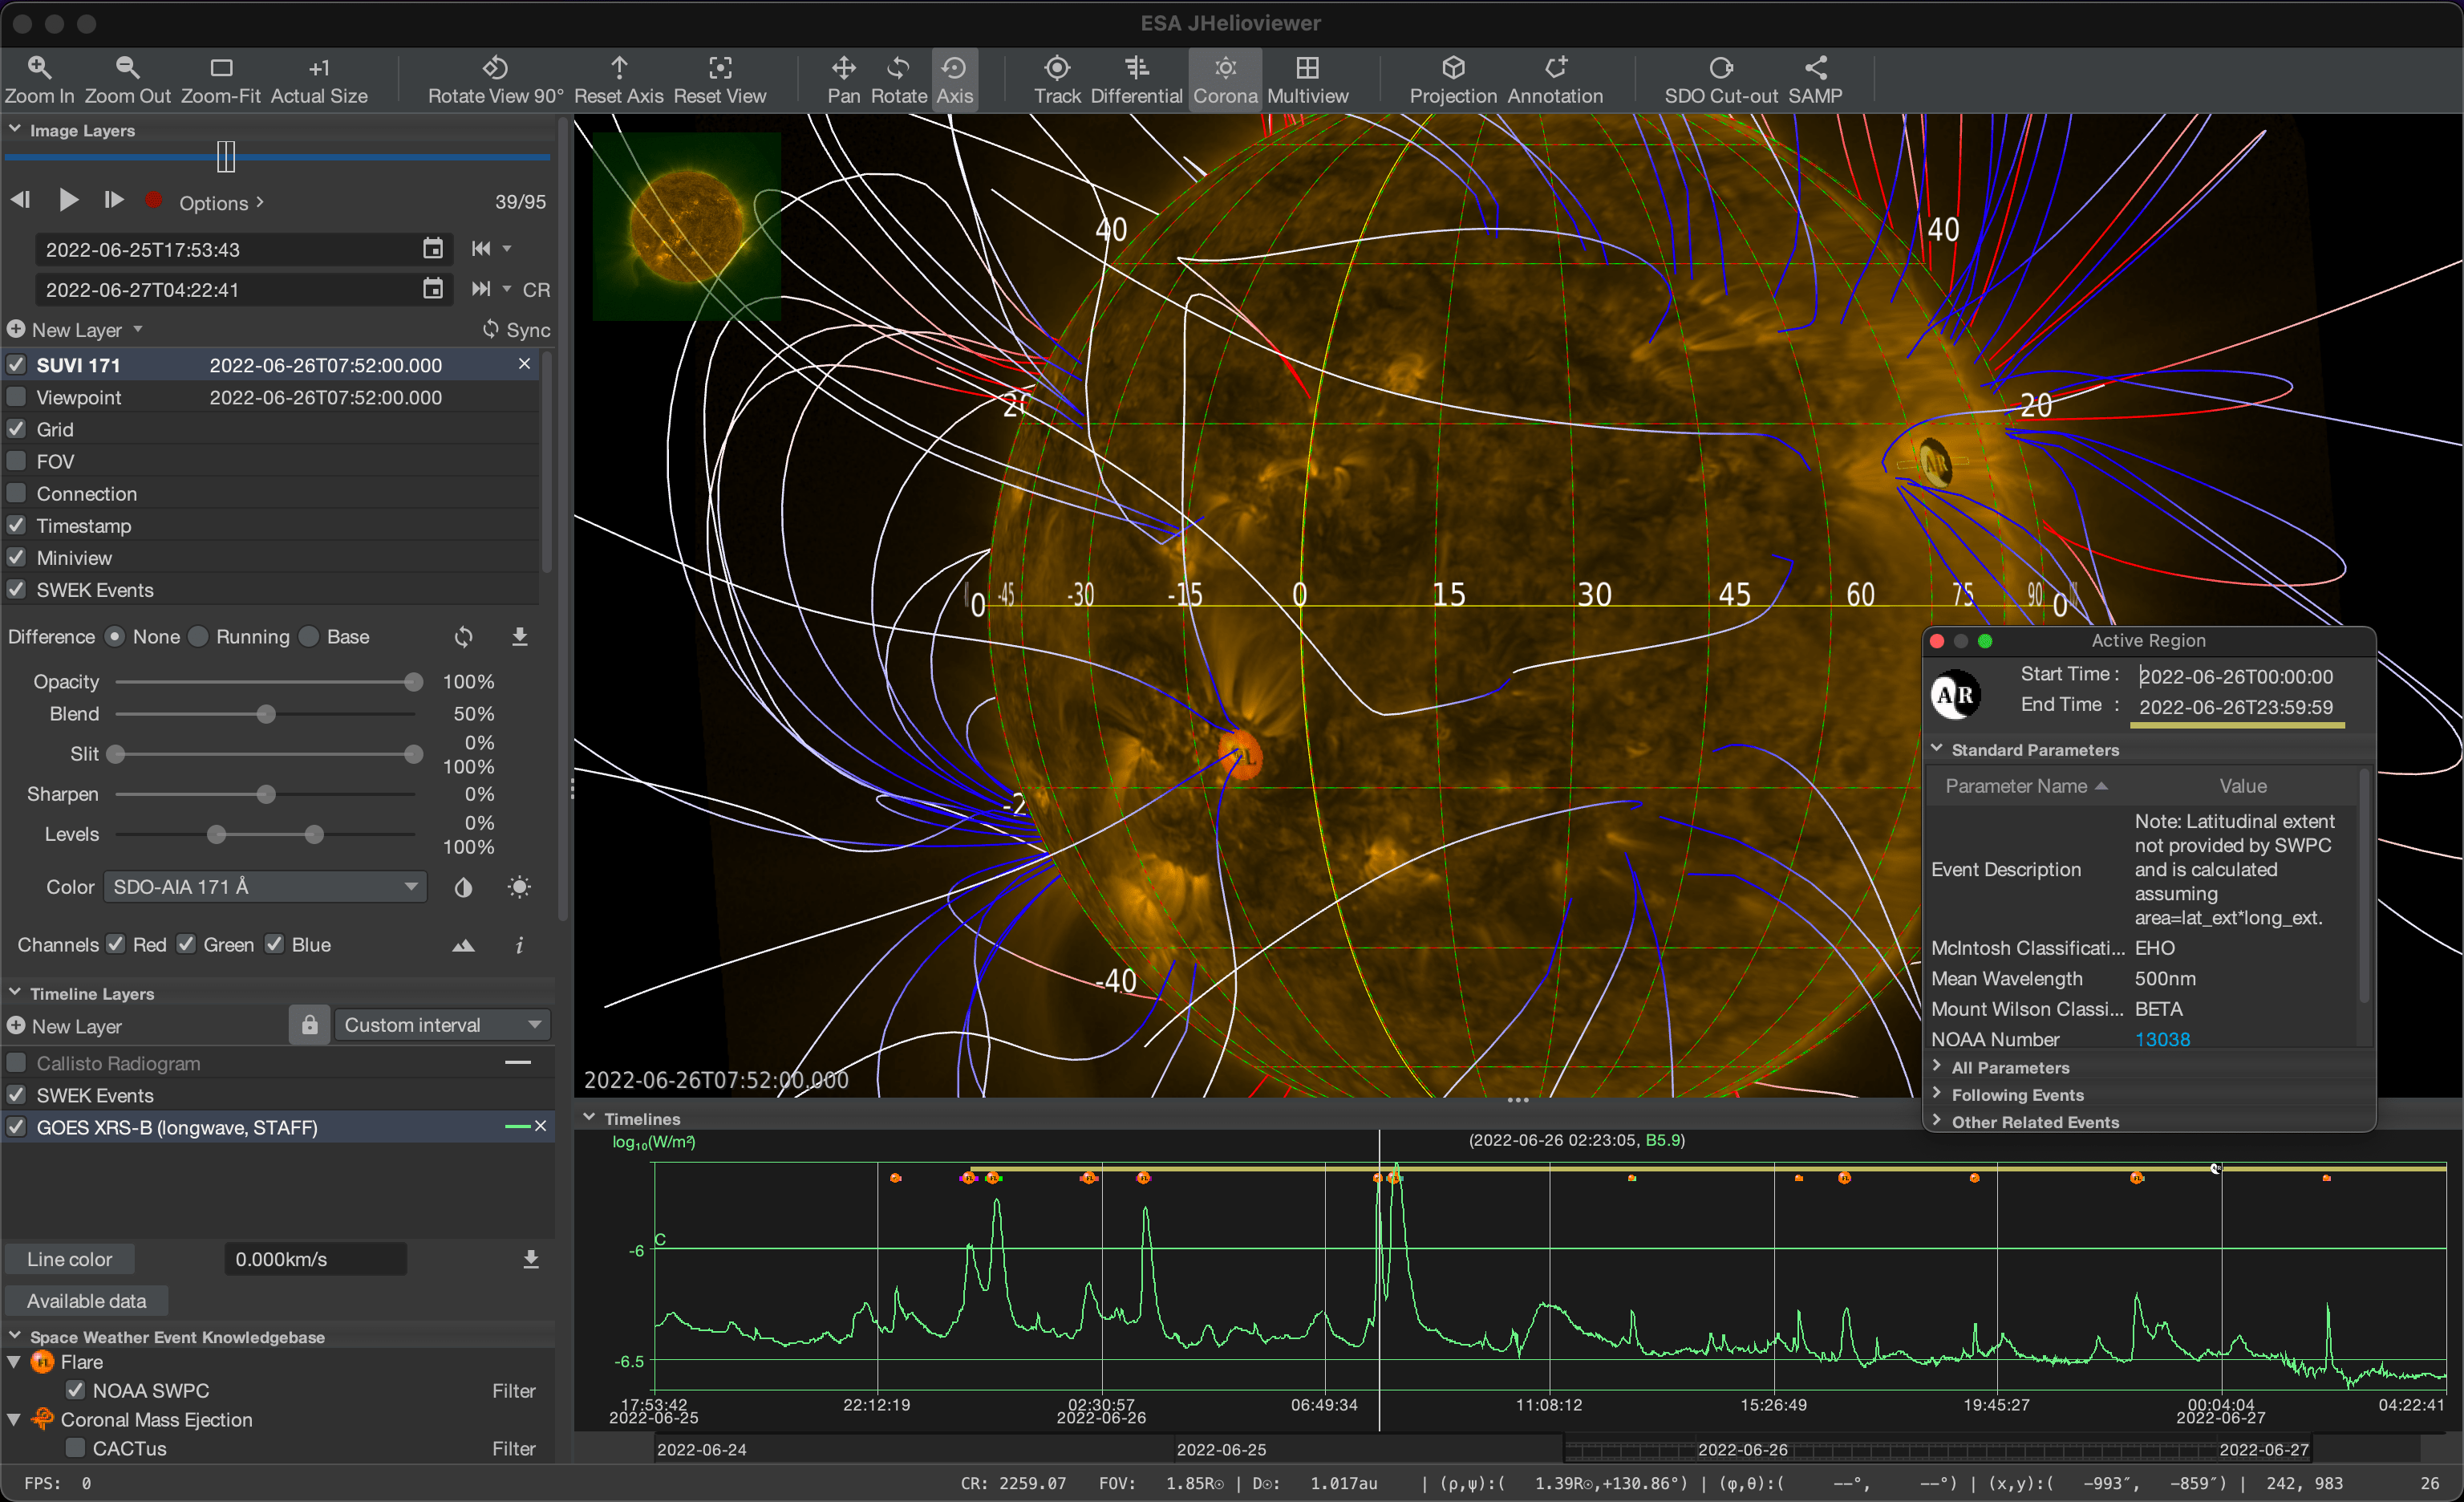 ESA JHelioviewer
Zoom In Zoom Out Zoom-Fit Actual Size Rotate View 90° Reset Axis Reset View Pan Rotate Axis Track Differential Corona Multiview Projection Annotation SDO Cut-out SAMP
+1
Image Layers
Options >
39/95
2022-06-25T17:53:43
2022-06-27T04:22:41
CR
New Layer
Sync
SUVI 171 2022-06-26T07:52:00.000
Viewpoint 2022-06-26T07:52:00.000
Grid
FOV
Connection
Timestamp
Miniview
SWEK Events
Difference None Running Base
Opacity 100%
Blend 50%
Slit 0%
100%
Sharpen 0%
Levels 0%
100%
Color SDO-AIA 171 Å
Channels Red Green Blue
i
Timeline Layers
New Layer
Custom interval
Callisto Radiogram
SWEK Events
GOES XRS-B (longwave, STAFF)
Line color
0.000km/s
Available data
Space Weather Event Knowledgebase
FL Flare
NOAA SWPC Filter
Coronal Mass Ejection
CACTus Filter
40 40
20 20
AR
0 -45 -30 -15 0 15 30 45 60 75 90 0
FL
-2
-40
2022-06-26T07:52:00.000
Active Region
AR
Start Time : 2022-06-26T00:00:00
End Time : 2022-06-26T23:59:59
Standard Parameters
Parameter Name Value
Event Description
Note: Latitudinal extent
not provided by SWPC
and is calculated
assuming
area=lat_ext*long_ext.
McIntosh Classificati... EHO
Mean Wavelength 500nm
Mount Wilson Classi... BETA
NOAA Number 13038
All Parameters
Following Events
Other Related Events
Timelines
log₁₀(W/m²)
(2022-06-26 02:23:05, B5.9)
-6 C
-6.5
17:53:42 22:12:19 02:30:57 06:49:34 11:08:12 15:26:49 19:45:27 00:04:04 04:22:41
2022-06-25 2022-06-26 2022-06-27
2022-06-24 2022-06-25 2022-06-26 2022-06-27
FPS: 0
CR: 2259.07 FOV: 1.85R☉ | D☉: 1.017au | (ρ,ψ):( 1.39R☉,+130.86°) | (φ,θ):( ——°, ——°) | (x,y):( -993″, -859″) | 242, 983 26